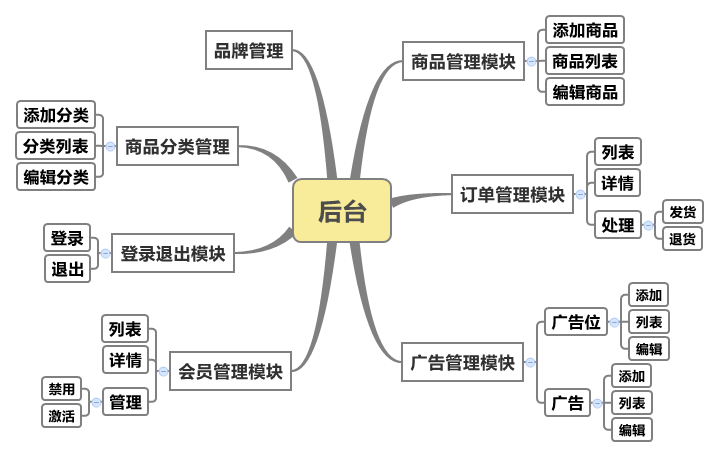 后台
品牌管理
商品分类管理
添加分类
分类列表
编辑分类
登录退出模块
登录
退出
会员管理模块
列表
详情
管理
禁用
激活
商品管理模块
添加商品
商品列表
编辑商品
订单管理模块
列表
详情
处理
发货
退货
广告管理模快
广告位
添加
列表
编辑
广告
添加
列表
编辑